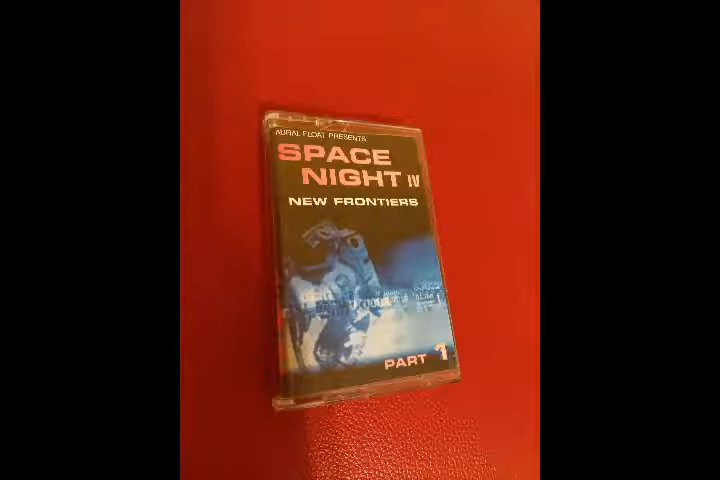 AURAL FLOAT PRESENTS
SPACE
NIGHT IV
NEW FRONTIERS
PART 1